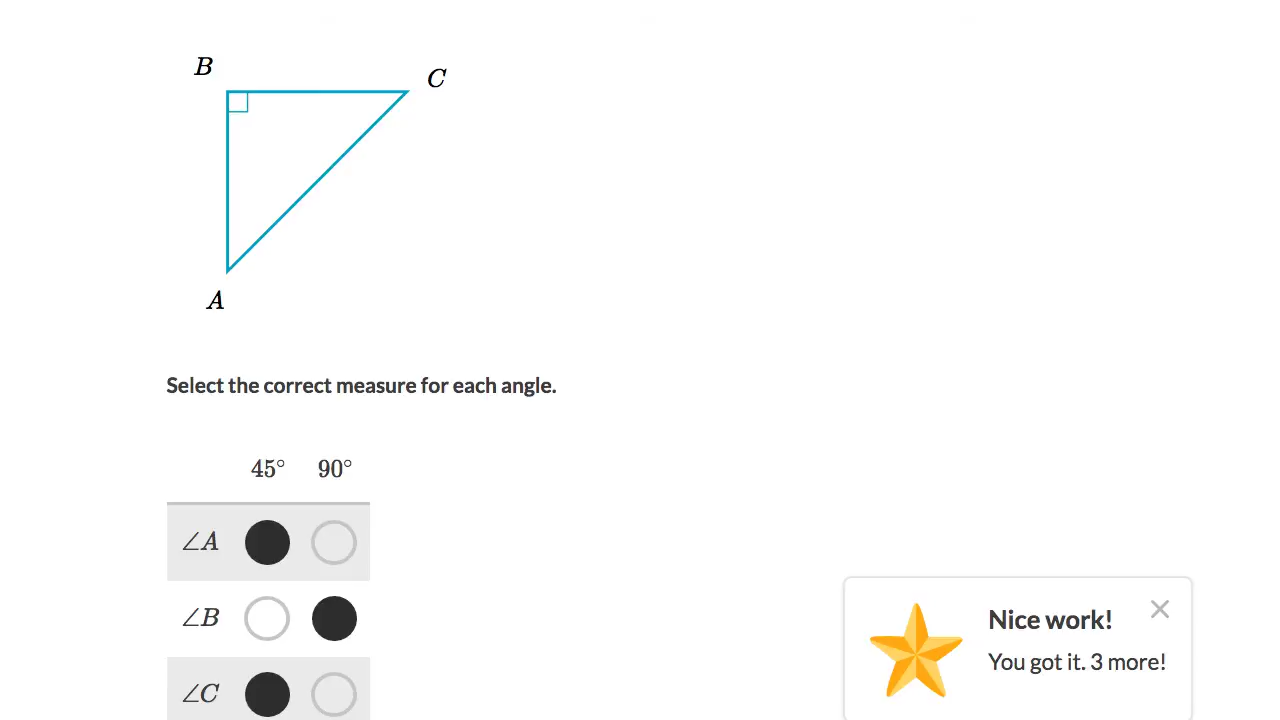 B
C
A
Select the correct measure for each angle.
45° 90°
∠A
∠B
∠C
Nice work!
You got it. 3 more!